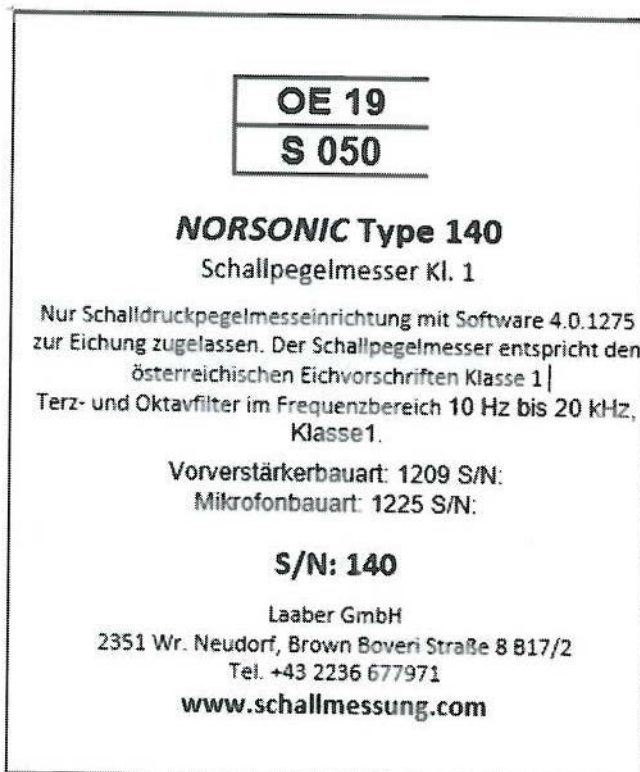 OE 19
S 050
NORSONIC Type 140
Schallpegelmesser Kl. 1
Nur Schalldruckpegelmesseinrichtung mit Software 4.0.1275
zur Eichung zugelassen. Der Schallpegelmesser entspricht den
österreichischen Eichvorschriften Klasse 1|
Terz- und Oktavfilter im Frequenzbereich 10 Hz bis 20 kHz,
Klasse1.
Vorverstärkerbauart: 1209 S/N:
Mikrofonbauart: 1225 S/N:
S/N: 140
Laaber GmbH
2351 Wr. Neudorf, Brown Boveri Straße 8 B17/2
Tel. +43 2236 677971
www.schallmessung.com